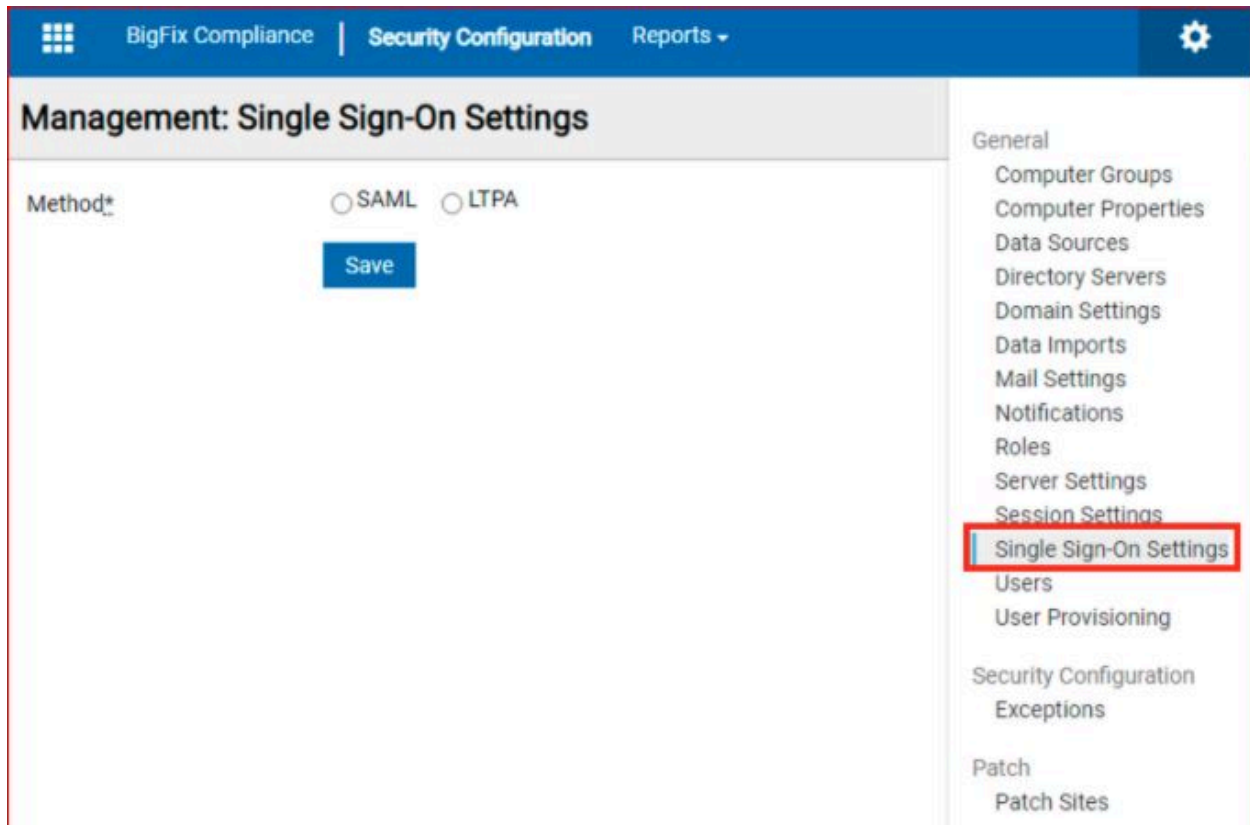 BigFix Compliance | Security Configuration Reports
Management: Single Sign-On Settings
Method*
SAML LTPA
Save
General
Computer Groups
Computer Properties
Data Sources
Directory Servers
Domain Settings
Data Imports
Mail Settings
Notifications
Roles
Server Settings
Session Settings
Single Sign-On Settings
Users
User Provisioning
Security Configuration
Exceptions
Patch
Patch Sites